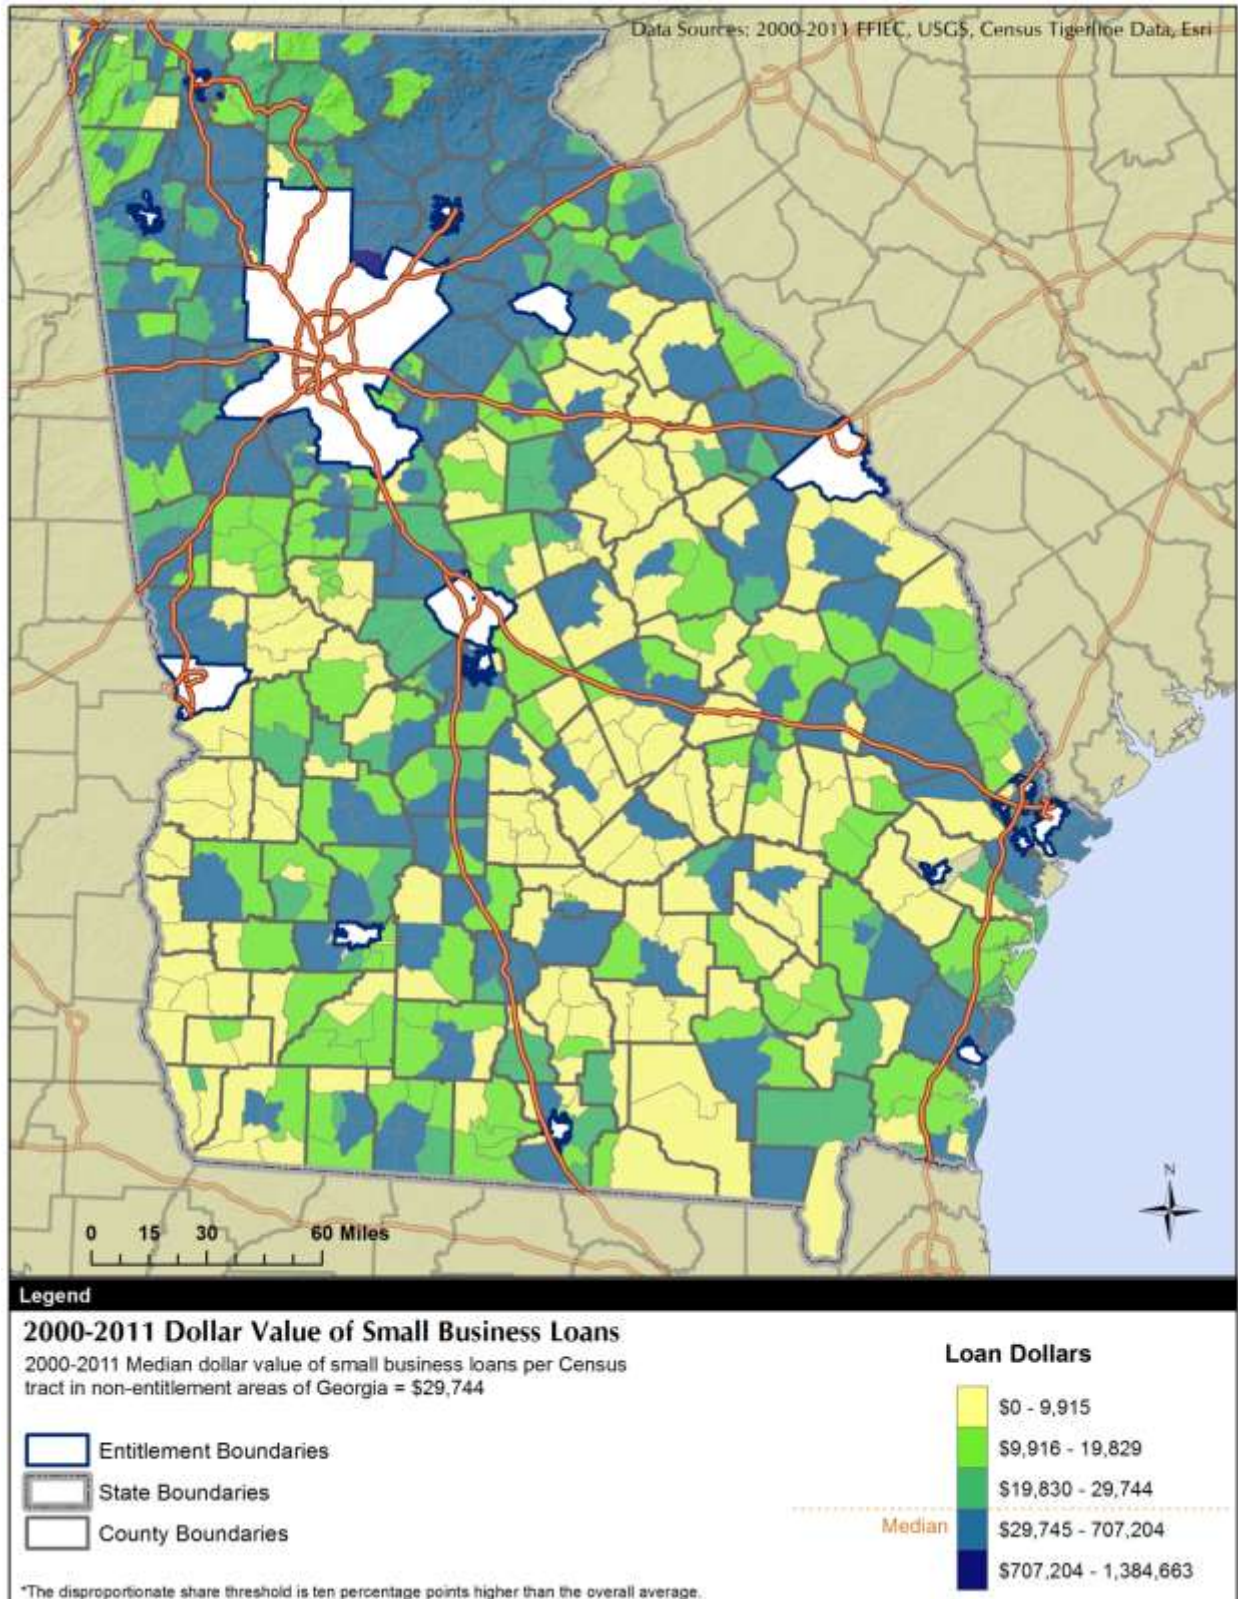 Data Sources: 2000-2011 FFIEC, USGS, Census Tigerline Data, Esri
N
0 15 30 60 Miles
Legend
2000-2011 Dollar Value of Small Business Loans
2000-2011 Median dollar value of small business loans per Census
tract in non-entitlement areas of Georgia = $29,744
Entitlement Boundaries
State Boundaries
County Boundaries
*The disproportionate share threshold is ten percentage points higher than the overall average.
Loan Dollars
$0 - 9,915
$9,916 - 19,829
$19,830 - 29,744
Median
$29,745 - 707,204
$707,204 - 1,384,663